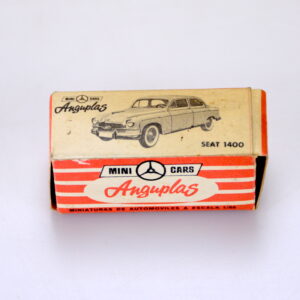 MINI CARS
Anguplas
SEAT 1400
MINI CARS
Anguplas
MINIATURAS DE AUTOMOVILES A ESCALA 1/86